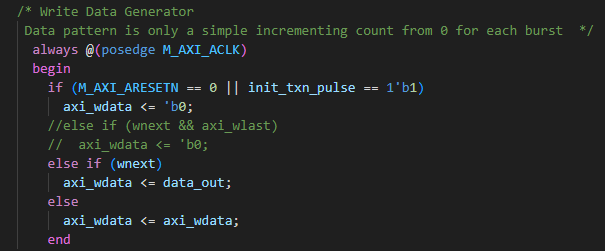 /* Write Data Generator
Data pattern is only a simple incrementing count from 0 for each burst  */
always @(posedge M_AXI_ACLK)
begin
if (M_AXI_ARESETN == 0 || init_txn_pulse == 1'b1)
axi_wdata <= 'b0;
//else if (wnext && axi_wlast)
//  axi_wdata <= 'b0;
else if (wnext)
axi_wdata <= data_out;
else
axi_wdata <= axi_wdata;
end